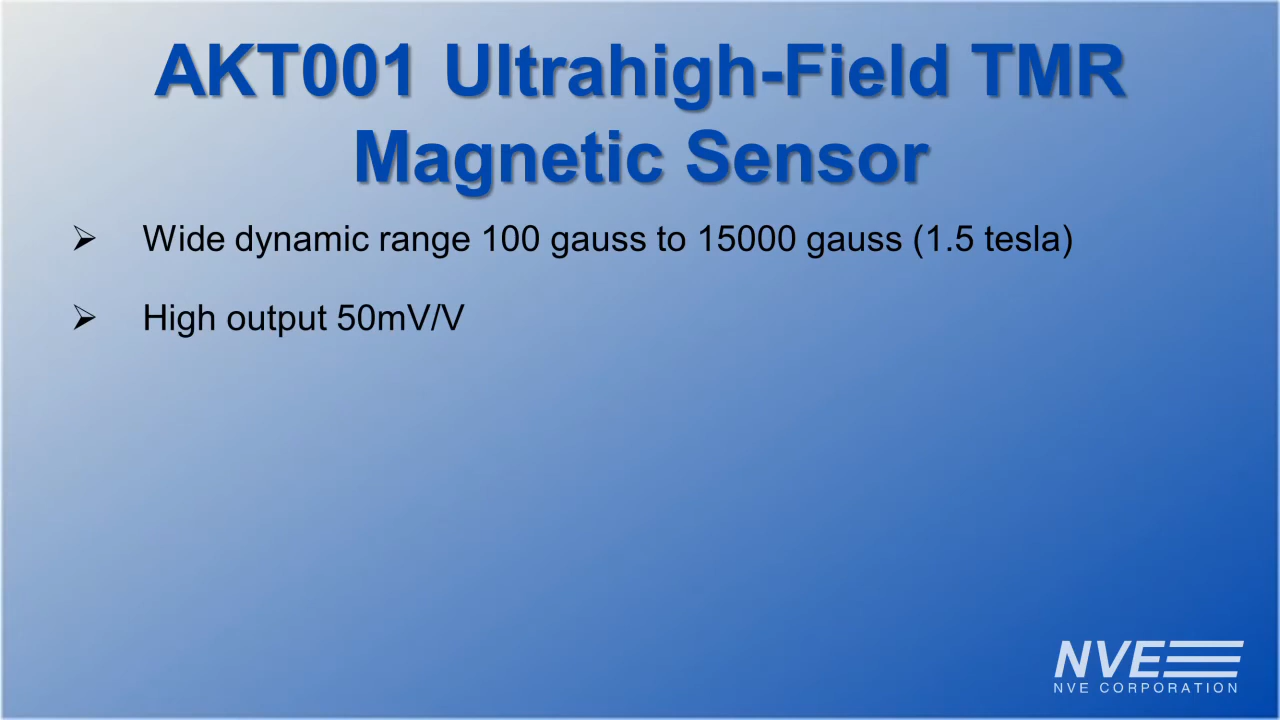 AKT001 Ultrahigh-Field TMR
Magnetic Sensor
➢ Wide dynamic range 100 gauss to 15000 gauss (1.5 tesla)
➢ High output 50mV/V
NVE
NVE CORPORATION